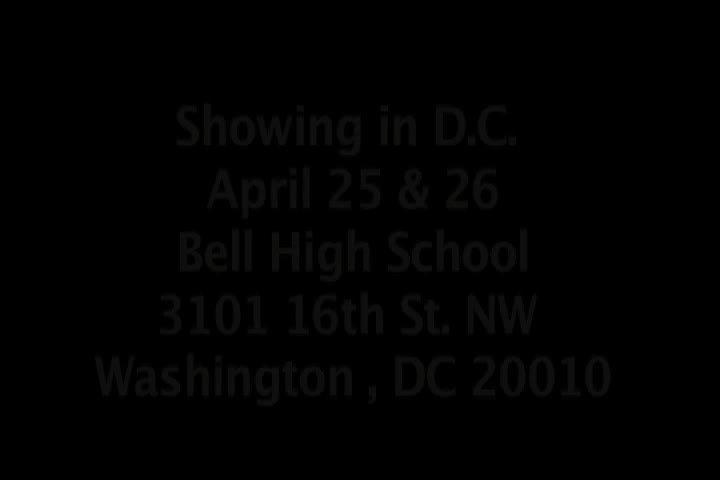 Showing in D.C.
April 25 & 26
Bell High School
3101 16th St. NW
Washington , DC 20010